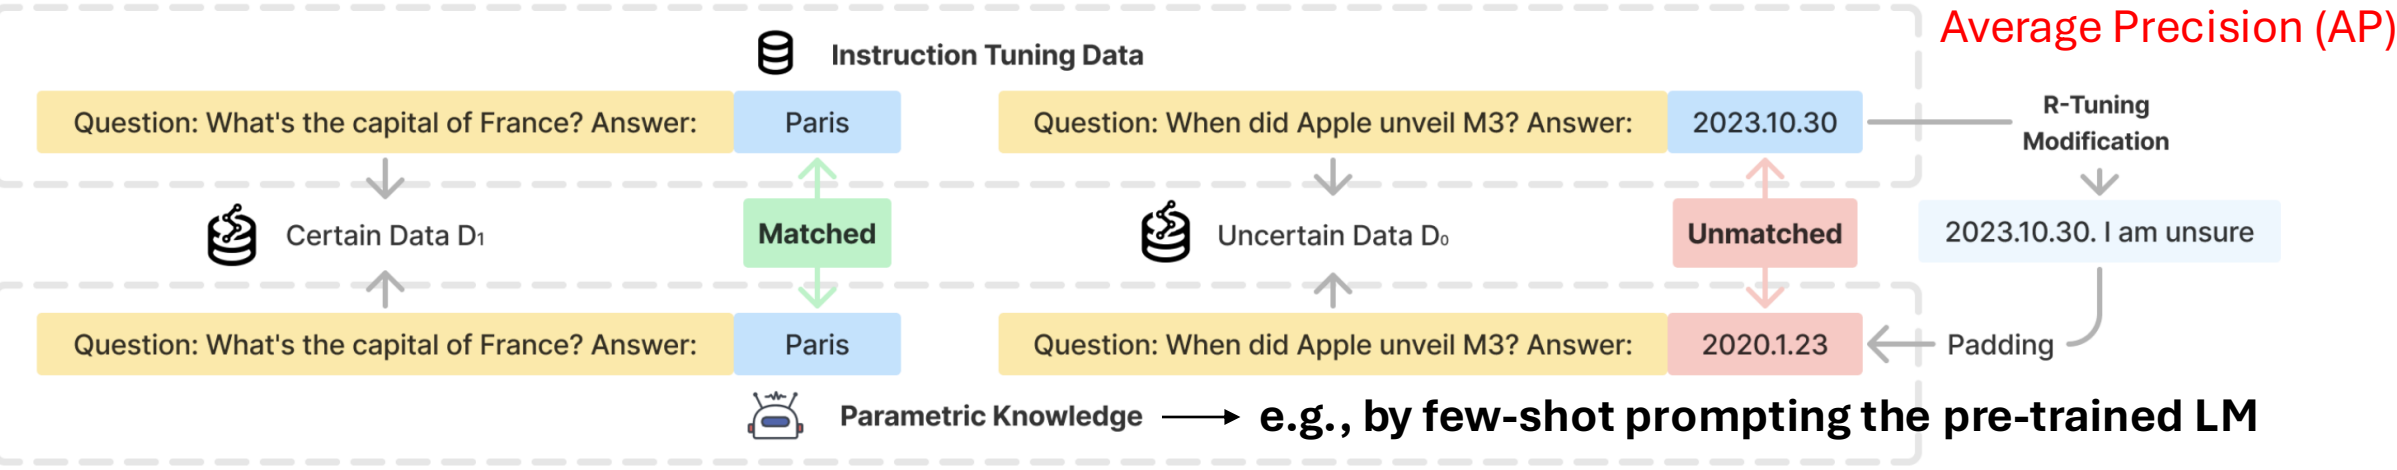 Average Precision (AP)
Instruction Tuning Data
Question: What's the capital of France? Answer: Paris
Question: When did Apple unveil M3? Answer: 2023.10.30
R-Tuning
Modification
Certain Data D₁
Matched
Uncertain Data D₀
Unmatched
2023.10.30. I am unsure
Question: What's the capital of France? Answer: Paris
Question: When did Apple unveil M3? Answer: 2020.1.23
Padding
Parametric Knowledge
e.g., by few-shot prompting the pre-trained LM